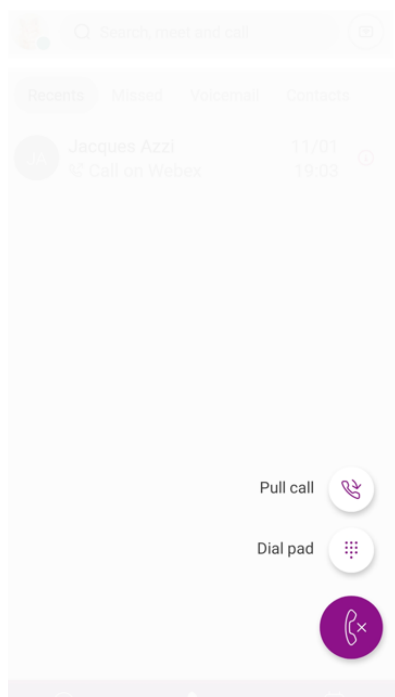 Search, meet and call
Recents Missed Voicemail Contacts
JA Jacques Azzi 11/01
Call on Webex 19:03
Pull call
Dial pad